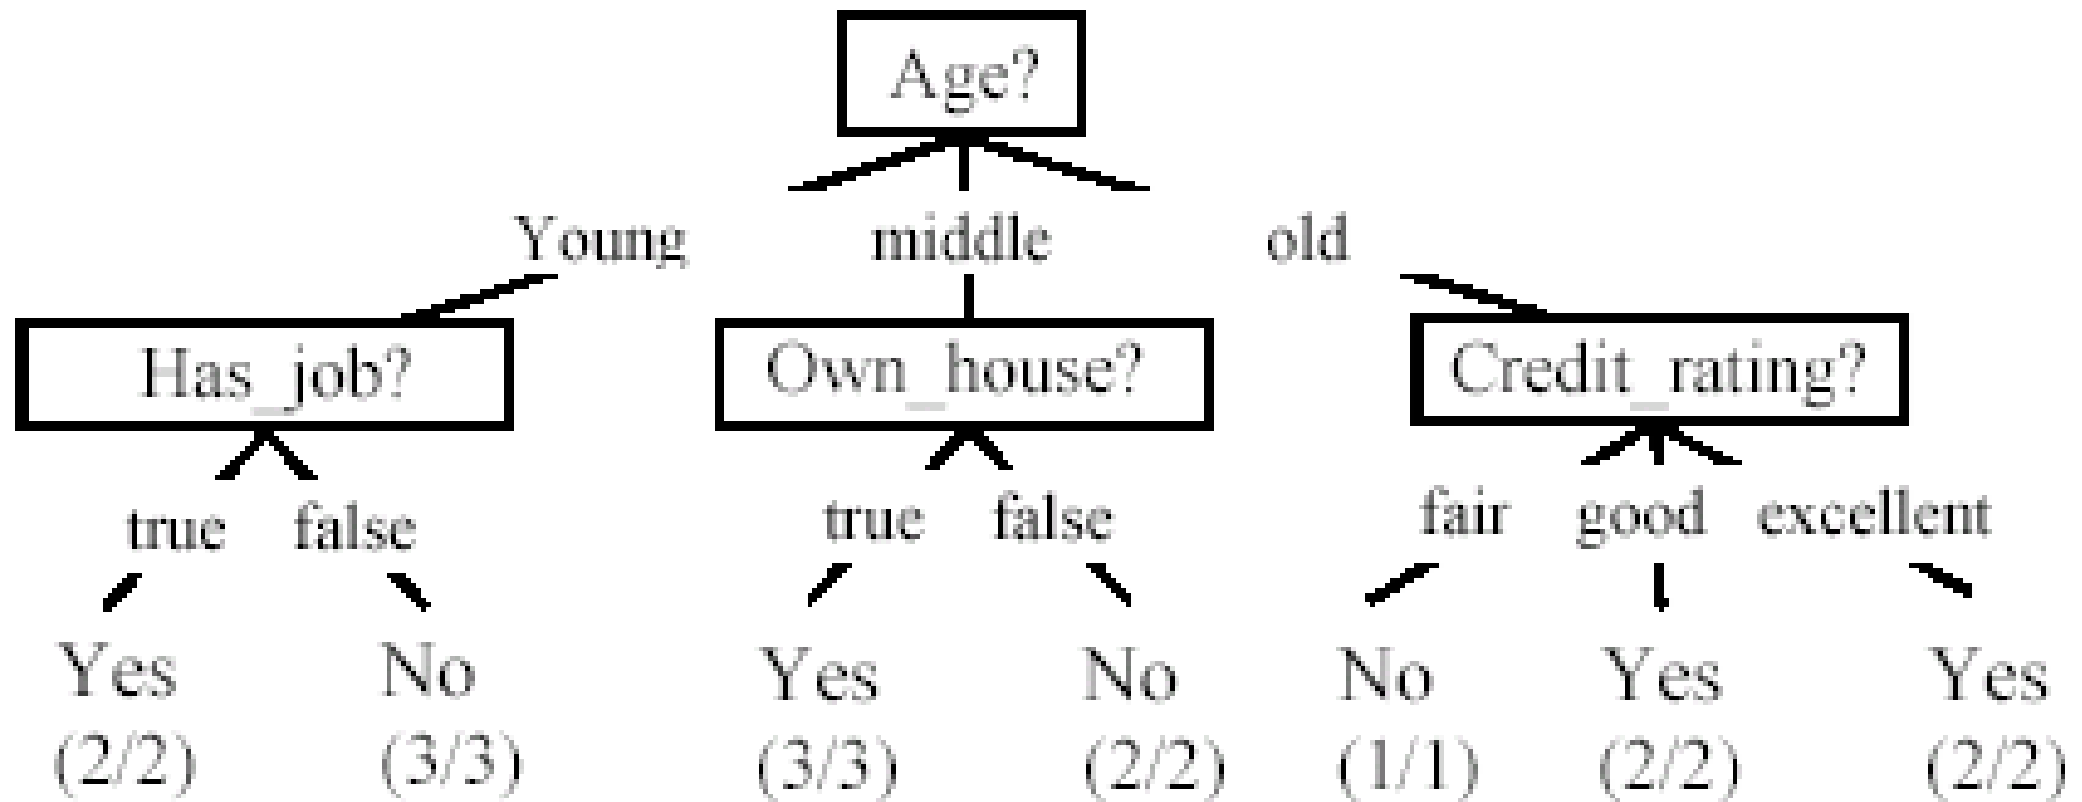 Age?
Young middle old
Has_job? Own_house? Credit_rating?
true false true false fair good excellent
Yes No Yes No No Yes Yes
(2/2) (3/3) (3/3) (2/2) (1/1) (2/2) (2/2)